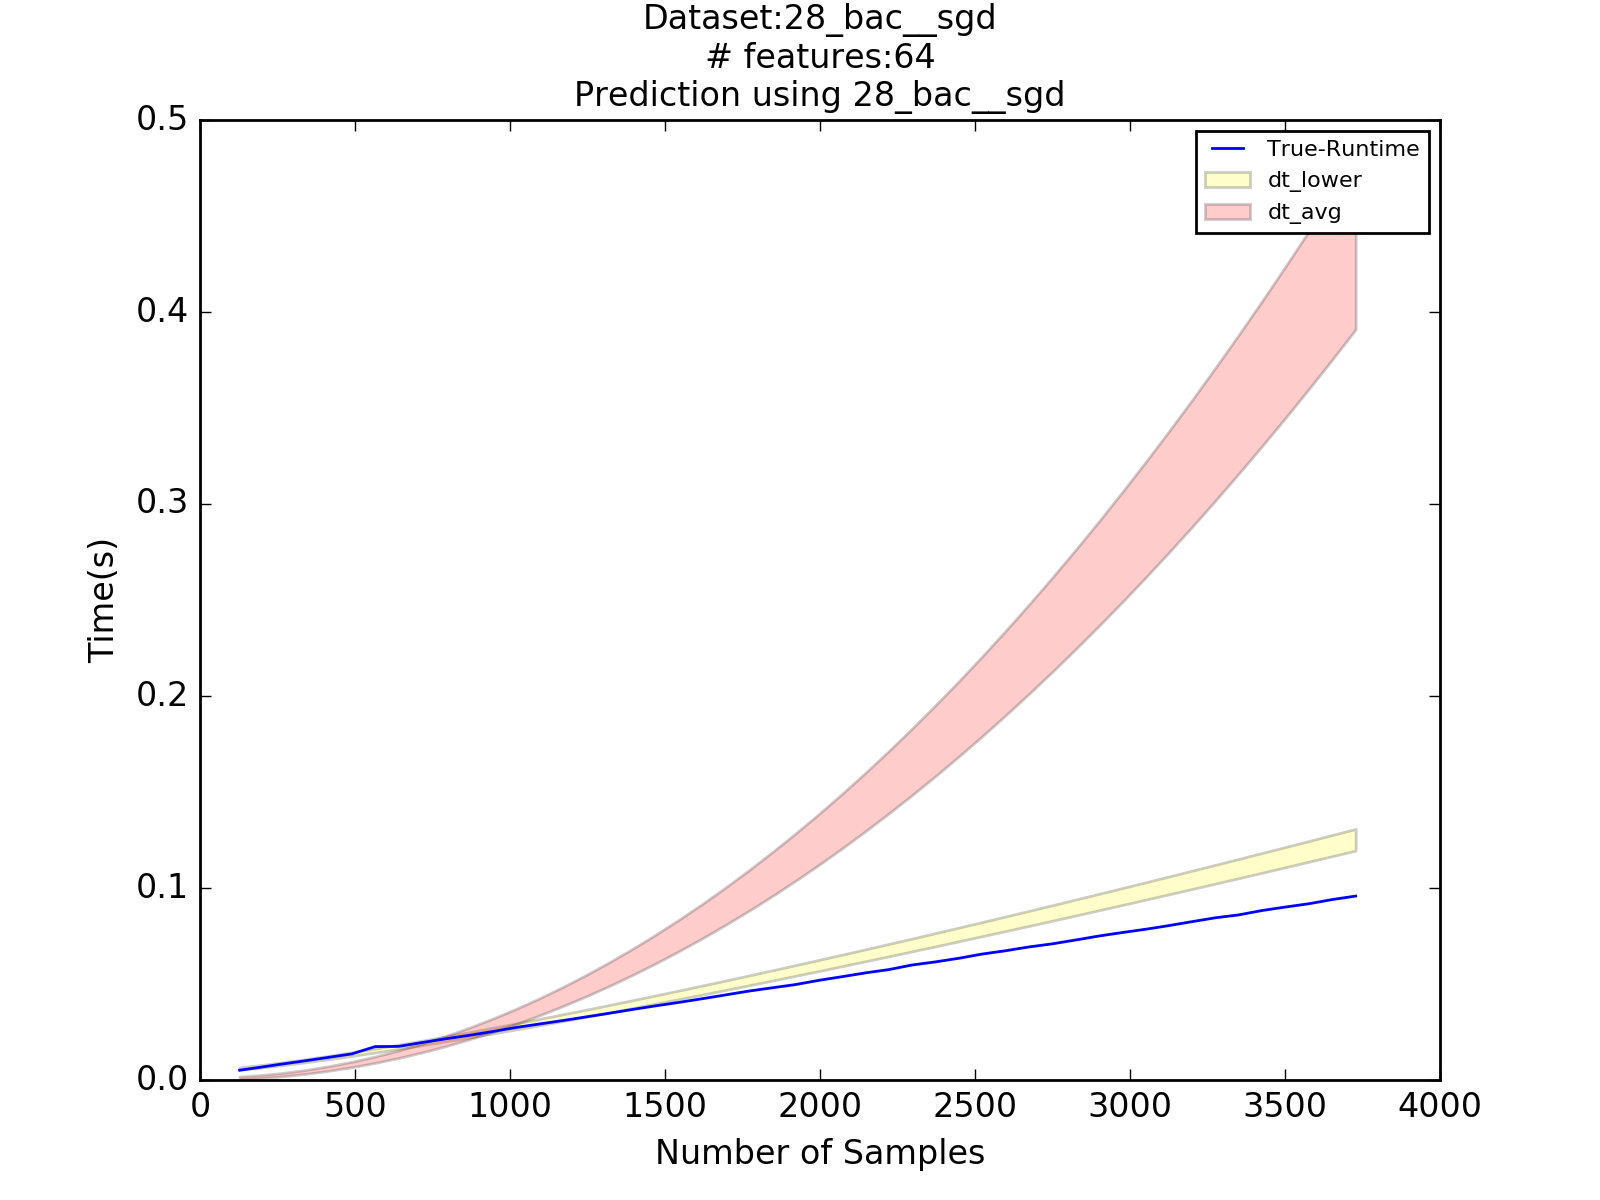 Dataset:28_bac__sgd
# features:64
Prediction using 28_bac__sgd
0.5
0.4
0.3
0.2
0.1
0.0
Time(s)
True-Runtime
dt_lower
dt_avg
0 500 1000 1500 2000 2500 3000 3500 4000
Number of Samples